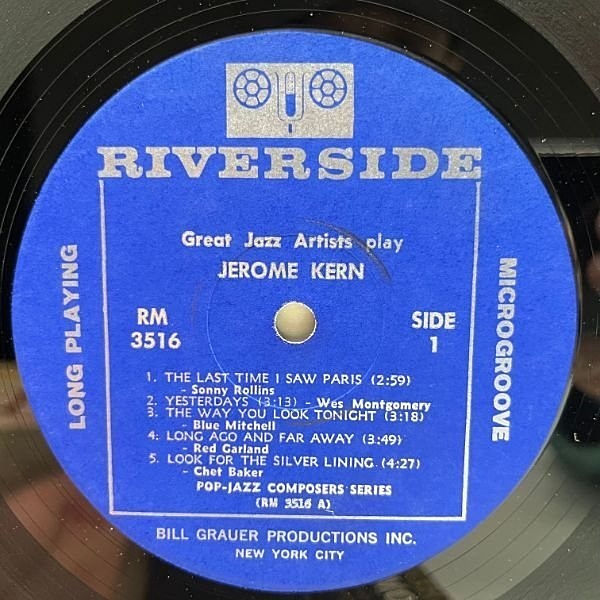 RIVERSIDE
Great Jazz Artists play
JEROME KERN
LONG PLAYING
RM
3516
SIDE
1
MICROGROOVE
1. THE LAST TIME I SAW PARIS (2:59)
- Sonny Rollins
2. YESTERDAYS (3:13) - Wes Montgomery
3. THE WAY YOU LOOK TONIGHT (3:18)
- Blue Mitchell
4. LONG AGO AND FAR AWAY (3:49)
- Red Garland
5. LOOK FOR THE SILVER LINING (4:27)
- Chet Baker
POP-JAZZ COMPOSERS SERIES
(RM 3516 A)
BILL GRAUER PRODUCTIONS INC.
NEW YORK CITY